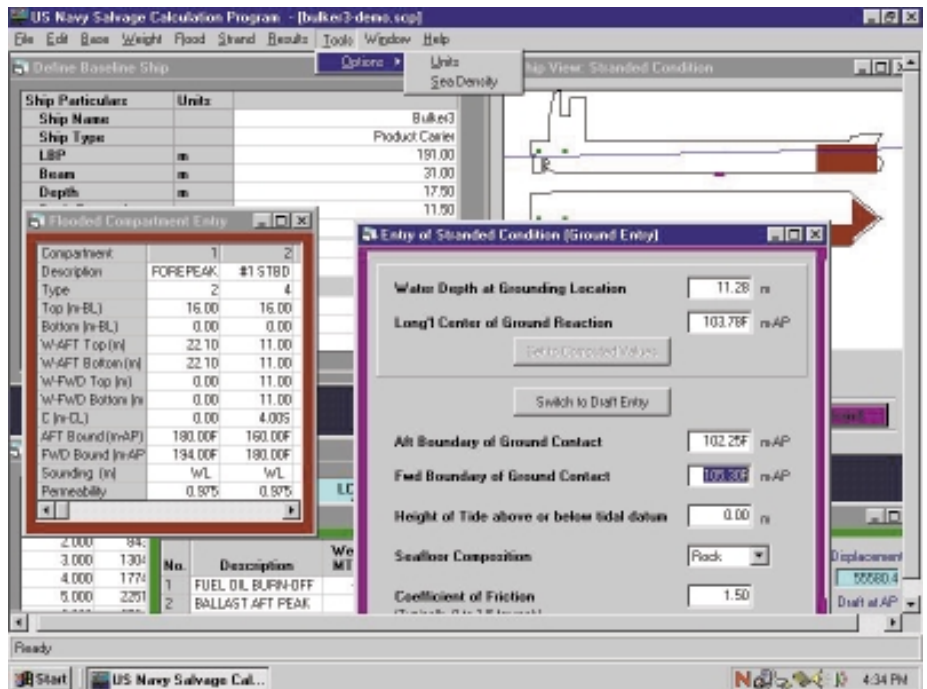 US Navy Salvage Calculation Program - [bulker3-demo.scp]
File Edit Base Weight Flood Strand Results Tools Window Help
Options
Units
Sea Density
Define Baseline Ship
Ship View: Stranded Condition
Ship Particulars Units
Ship Name Bulker3
Ship Type Product Carrier
LBP m 191.00
Beam m 31.00
Depth m 17.50
11.50
Flooded Compartment Entry
Compartment 1 2
Description FOREPEAK #1 STBD
Type 2 4
Top (m-BL) 16.00 16.00
Bottom (m-BL) 0.00 0.00
W-AFT Top (m) 22.10 11.00
W-AFT Bottom (m) 22.10 11.00
W-FWD Top (m) 0.00 11.00
W-FWD Bottom (m 0.00 11.00
C (m-CL) 0.00 4.00S
AFT Bound (m-AP) 180.00F 160.00F
FWD Bound (m-AP 194.00F 180.00F
Sounding (m) WL WL
Permeability 0.975 0.975
Entry of Stranded Condition (Ground Entry)
Water Depth at Grounding Location 11.28 m
Long'l Center of Ground Reaction 103.78F m-AP
Set to Computed Values
Switch to Draft Entry
Aft Boundary of Ground Contact 102.25F m-AP
Fwd Boundary of Ground Contact 105.30F m-AP
Height of Tide above or below tidal datum 0.00 m
Seafloor Composition Rock
Coefficient of Friction 1.50
2.000
3.000 1304
4.000 1774
5.000 2251
No. Description
MT
1 FUEL OIL BURN-OFF
2 BALLAST AFT PEAK
Displacement
55580.4
Draft at AP
Ready
Start US Navy Salvage Cal... 4:34 PM